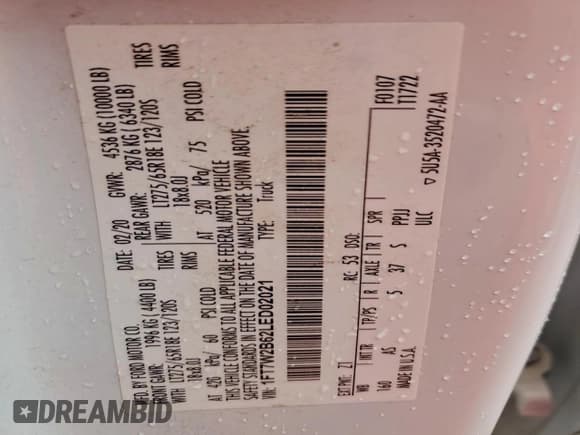 MFD. BY FORD MOTOR CO.
DATE: 02/20 GVWR: 4536 KG (10000 LB)
FRONT GAWR: 1996 KG (4400 LB) REAR GAWR: 2876 KG (6340 LB)
WITH LT275/65R18E 123/120S TIRES WITH LT275/65R18E 123/120S TIRES
18x8.0J RIMS 18x8.0J RIMS
AT 420 kPa/ 60 PSI COLD AT 520 kPa/ 75 PSI COLD
THIS VEHICLE CONFORMS TO ALL APPLICABLE FEDERAL MOTOR VEHICLE
SAFETY STANDARDS IN EFFECT ON THE DATE OF MANUFACTURE SHOWN ABOVE.
VIN: 1FT7W2B62LED02021 TYPE: Truck
F0107
T1722
EXT PNT: Z1 RC: 53 DSO:
WB INT TR TP/PS R AXLE TR SPR
160 AS 5 37 S PPJJ
MADE IN U.S.A. ULC
▽5U5A-3520472-AA
DREAMBID